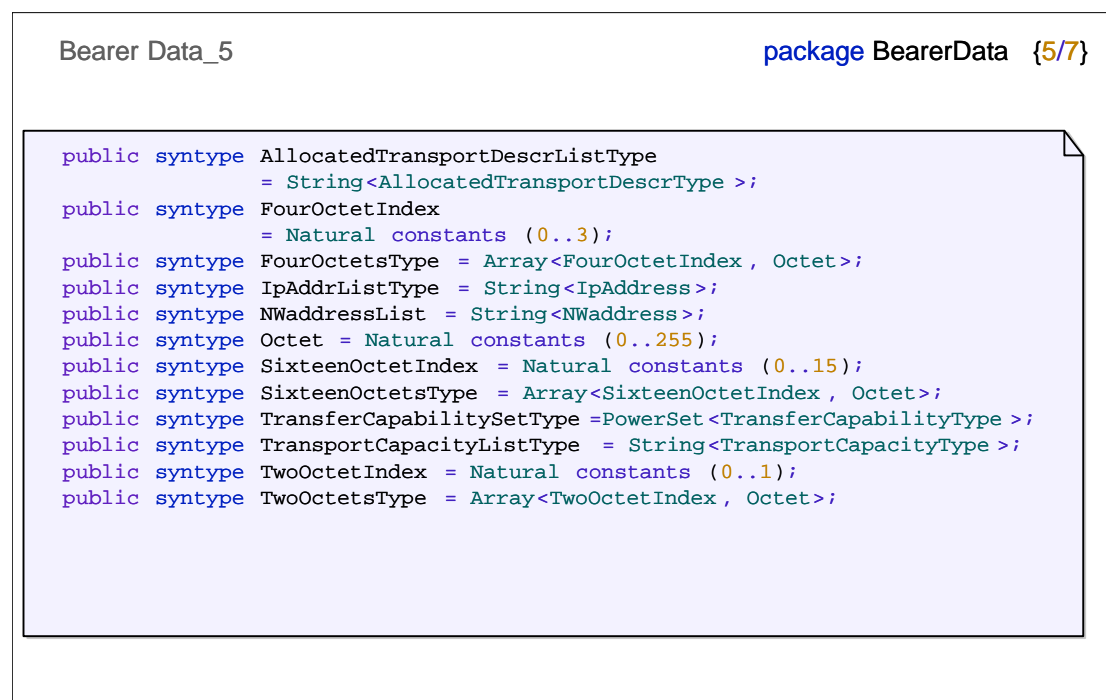 Bearer Data_5
package BearerData {5/7}
public syntype AllocatedTransportDescrListType
= String<AllocatedTransportDescrType >;
public syntype FourOctetIndex
= Natural constants (0..3);
public syntype FourOctetsType = Array<FourOctetIndex , Octet>;
public syntype IpAddrListType = String<IpAddress>;
public syntype NWaddressList = String<NWaddress>;
public syntype Octet = Natural constants (0..255);
public syntype SixteenOctetIndex = Natural constants (0..15);
public syntype SixteenOctetsType = Array<SixteenOctetIndex , Octet>;
public syntype TransferCapabilitySetType =PowerSet<TransferCapabilityType >;
public syntype TransportCapacityListType = String<TransportCapacityType >;
public syntype TwoOctetIndex = Natural constants (0..1);
public syntype TwoOctetsType = Array<TwoOctetIndex , Octet>;